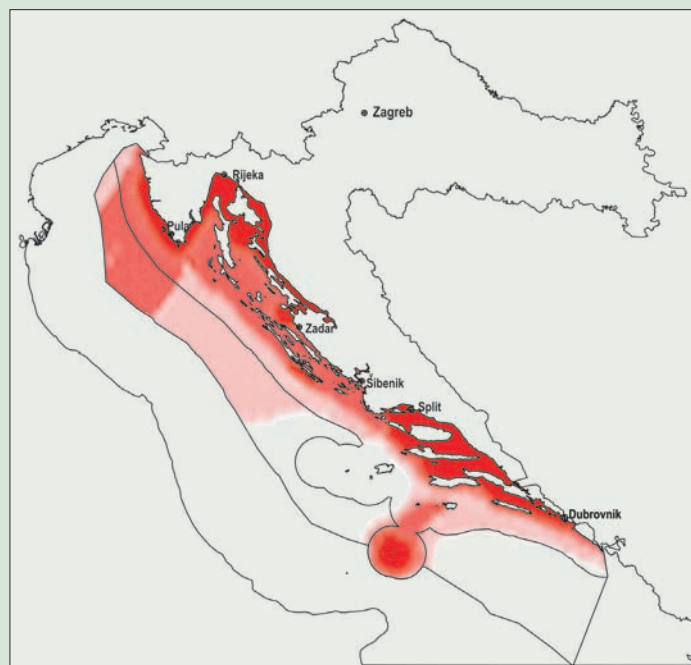 Zagreb
Rijeka
Pula
Zadar
Šibenik
Split
Dubrovnik